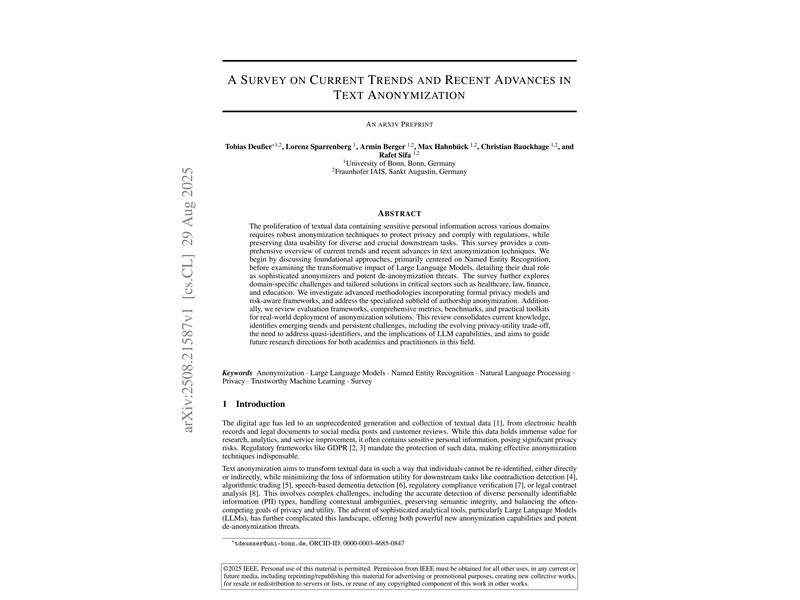 A SURVEY ON CURRENT TRENDS AND RECENT ADVANCES IN
TEXT ANONYMIZATION
AN ARXIV PREPRINT
Tobias Deußer*1,2, Lorenz Sparrenberg 1, Armin Berger 1,2, Max Hahnbück 1,2, Christian Bauckhage 1,2, and
Rafet Sifa 1,2
1University of Bonn, Bonn, Germany
2Fraunhofer IAIS, Sankt Augustin, Germany
ABSTRACT
The proliferation of textual data containing sensitive personal information across various domains
requires robust anonymization techniques to protect privacy and comply with regulations, while
preserving data usability for diverse and crucial downstream tasks. This survey provides a com-
prehensive overview of current trends and recent advances in text anonymization techniques. We
begin by discussing foundational approaches, primarily centered on Named Entity Recognition,
before examining the transformative impact of Large Language Models, detailing their dual role
as sophisticated anonymizers and potent de-anonymization threats. The survey further explores
domain-specific challenges and tailored solutions in critical sectors such as healthcare, law, finance,
and education. We investigate advanced methodologies incorporating formal privacy models and
risk-aware frameworks, and address the specialized subfield of authorship anonymization. Addition-
ally, we review evaluation frameworks, comprehensive metrics, benchmarks, and practical toolkits
for real-world deployment of anonymization solutions. This review consolidates current knowledge,
identifies emerging trends and persistent challenges, including the evolving privacy-utility trade-off,
the need to address quasi-identifiers, and the implications of LLM capabilities, and aims to guide
future research directions for both academics and practitioners in this field.
Keywords Anonymization · Large Language Models · Named Entity Recognition · Natural Language Processing ·
Privacy · Trustworthy Machine Learning · Survey
1 Introduction
The digital age has led to an unprecedented generation and collection of textual data [1], from electronic health
records and legal documents to social media posts and customer reviews. While this data holds immense value for
research, analytics, and service improvement, it often contains sensitive personal information, posing significant privacy
risks. Regulatory frameworks like GDPR [2, 3] mandate the protection of such data, making effective anonymization
techniques indispensable.
Text anonymization aims to transform textual data in such a way that individuals cannot be re-identified, either directly
or indirectly, while minimizing the loss of information utility for downstream tasks like contradiction detection [4],
algorithmic trading [5], speech-based dementia detection [6], regulatory compliance verification [7], or legal contract
analysis [8]. This involves complex challenges, including the accurate detection of diverse personally identifiable
information (PII) types, handling contextual ambiguities, preserving semantic integrity, and balancing the often-
competing goals of privacy and utility. The advent of sophisticated analytical tools, particularly Large Language Models
(LLMs), has further complicated this landscape, offering both powerful new anonymization capabilities and potent
de-anonymization threats.
*tdeusser@uni-bonn.de, ORCID-ID: 0000-0003-4685-0847
©2025 IEEE. Personal use of this material is permitted. Permission from IEEE must be obtained for all other uses, in any current or
future media, including reprinting/republishing this material for advertising or promotional purposes, creating new collective works,
for resale or redistribution to servers or lists, or reuse of any copyrighted component of this work in other works.
arXiv:2508.21587v1 [cs.CL] 29 Aug 2025